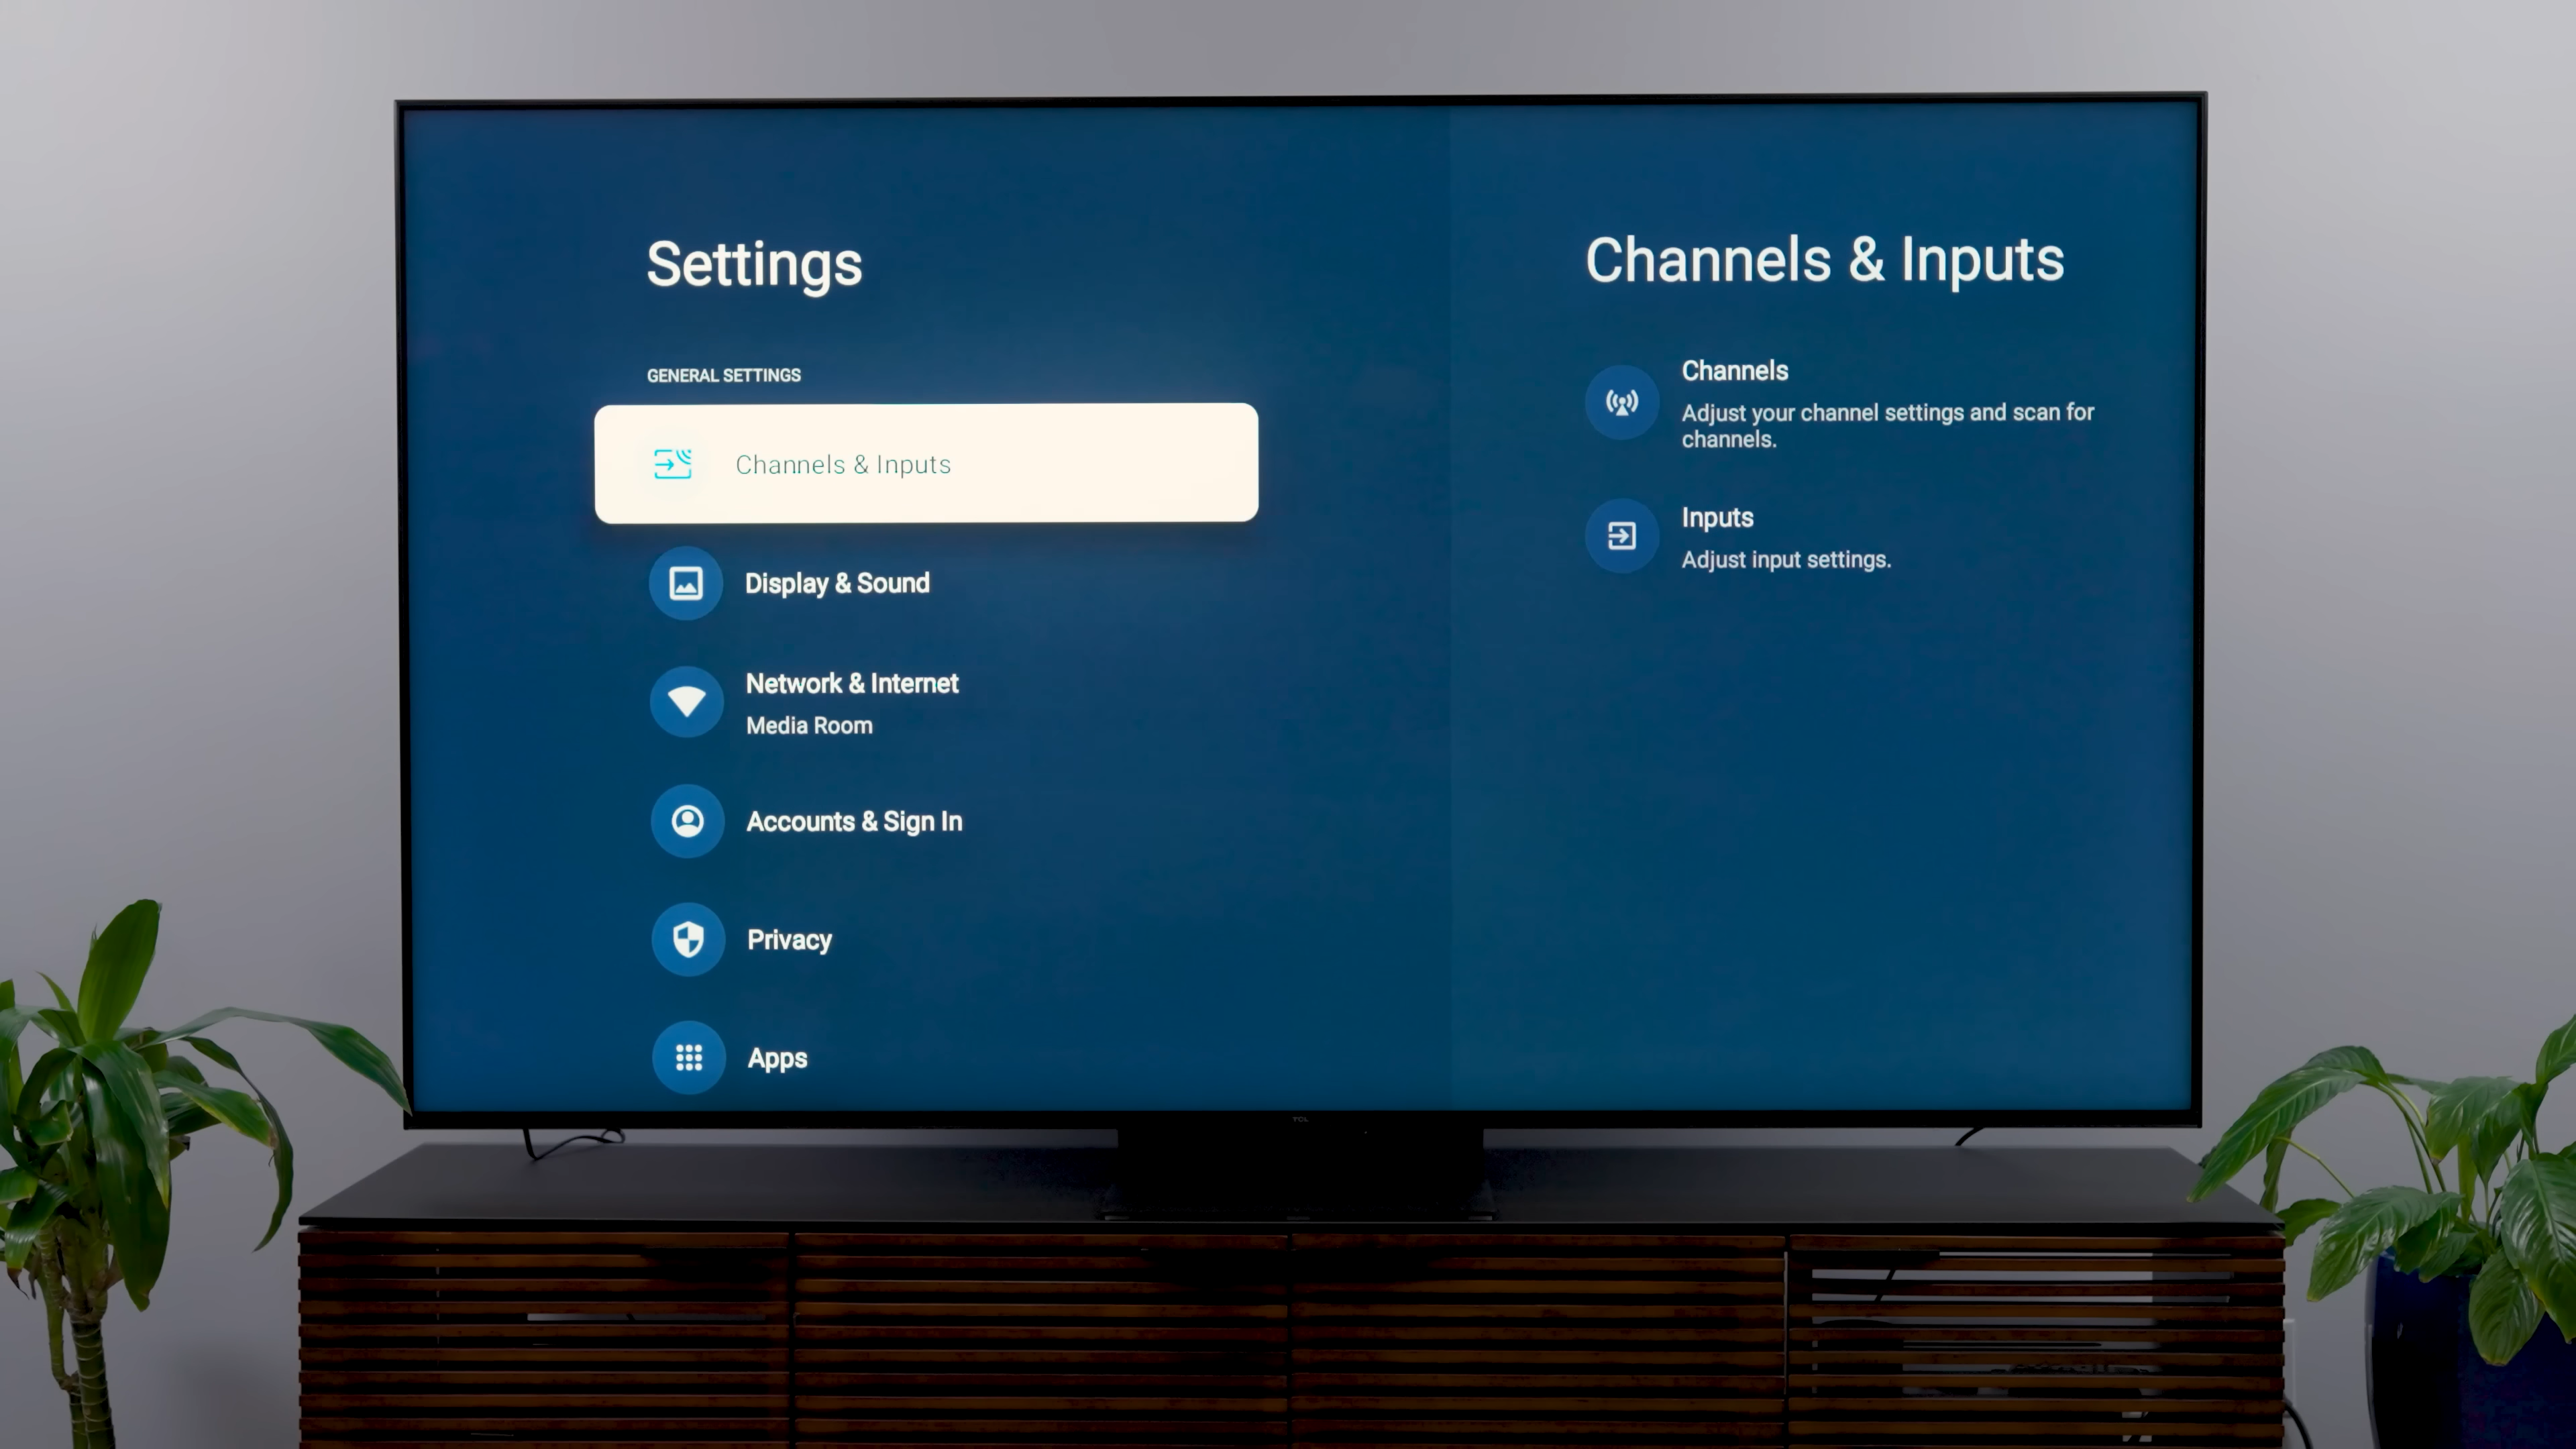 Settings
GENERAL SETTINGS
Channels & Inputs
Display & Sound
Network & Internet
Media Room
Accounts & Sign In
Privacy
Apps
Channels & Inputs
Channels
Adjust your channel settings and scan for
channels.
Inputs
Adjust input settings.
TCL